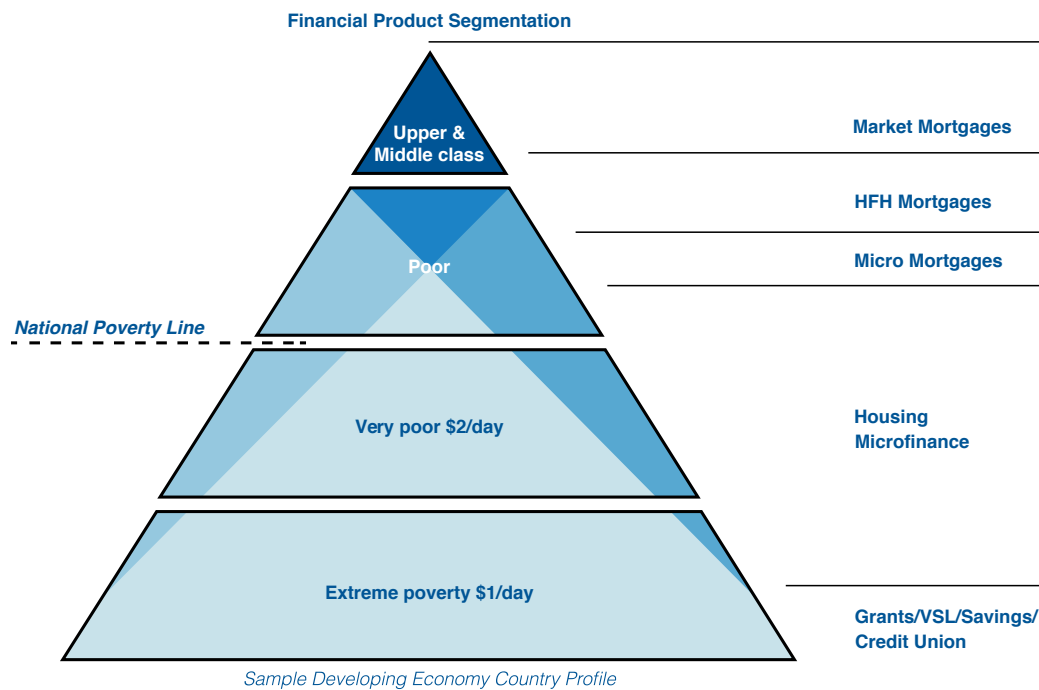 Financial Product Segmentation
Upper &
Middle class
Market Mortgages
HFH Mortgages
Poor
Micro Mortgages
National Poverty Line
Very poor $2/day
Housing
Microfinance
Extreme poverty $1/day
Grants/VSL/Savings/
Credit Union
Sample Developing Economy Country Profile